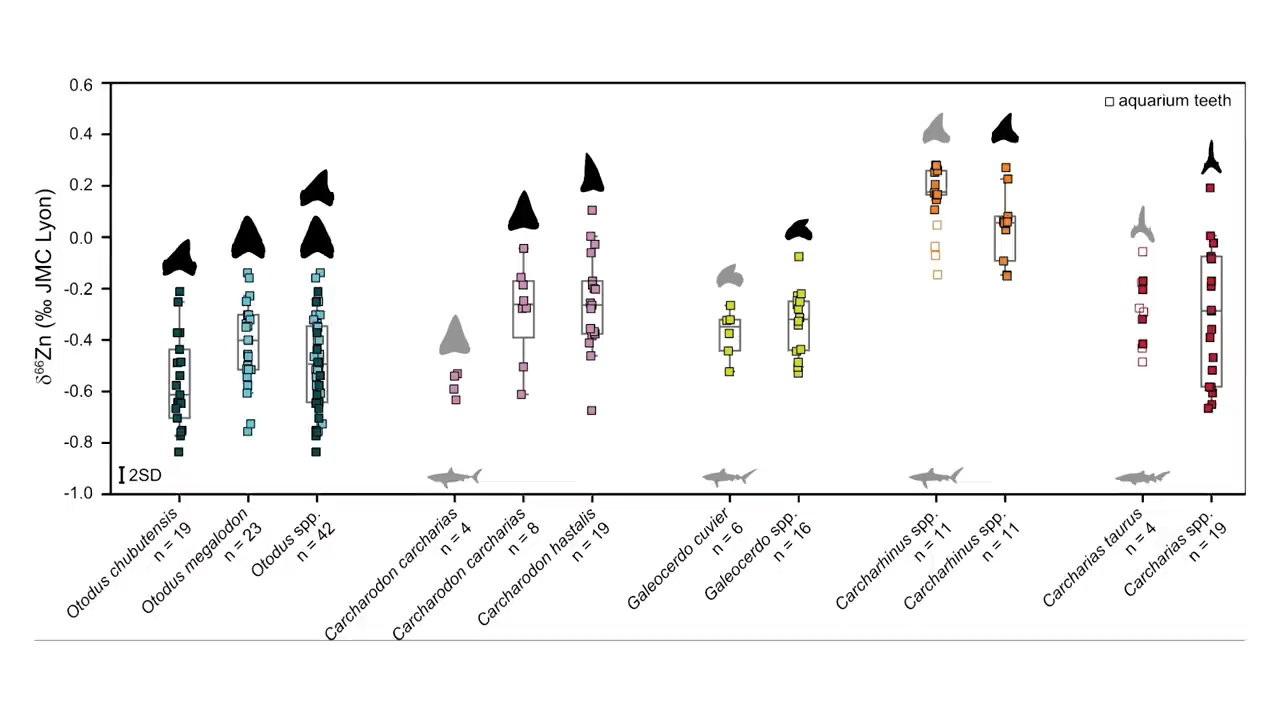 0.6
0.4
0.2
0.0
-0.2
-0.4
-0.6
-0.8
-1.0
δ⁶⁶Zn (‰ JMC Lyon)
aquarium teeth
2SD
Otodus chubutensis
n = 19
Otodus megalodon
n = 23
Otodus spp.
n = 42
Carcharodon carcharias
n = 4
Carcharodon carcharias
n = 8
Carcharodon hastalis
n = 19
Galeocerdo cuvier
n = 6
Galeocerdo spp.
n = 16
Carcharhinus spp.
n = 11
Carcharhinus spp.
n = 11
Carcharias taurus
n = 4
Carcharias spp.
n = 19